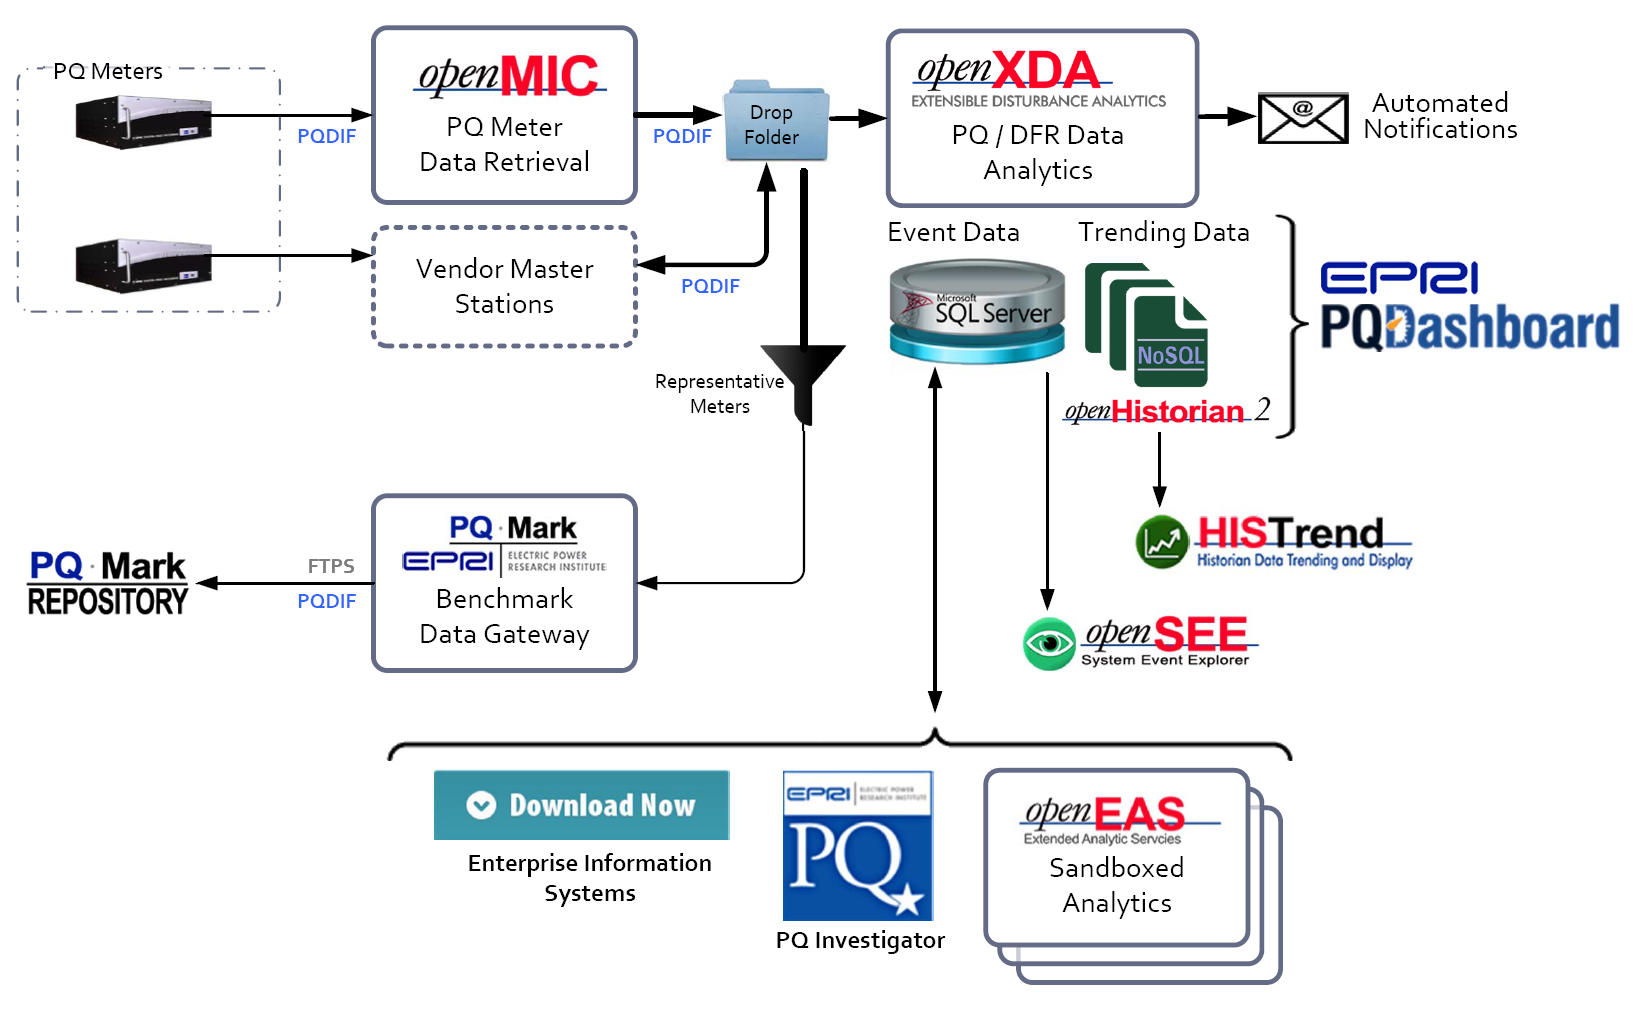 PQ Meters
PQDIF
openMIC
PQ Meter
Data Retrieval
PQDIF
Drop
Folder
openXDA
EXTENSIBLE DISTURBANCE ANALYTICS
PQ / DFR Data
Analytics
@
Automated
Notifications
Vendor Master
Stations
PQDIF
Event Data
Microsoft
SQL Server
Trending Data
NoSQL
openHistorian 2
EPRI
PQDashboard
Representative
Meters
HISTrend
Historian Data Trending and Display
openSEE
System Event Explorer
PQ · Mark
EPRI
ELECTRIC POWER
RESEARCH INSTITUTE
Benchmark
Data Gateway
FTPS
PQDIF
PQ · Mark
REPOSITORY
Download Now
Enterprise Information
Systems
EPRI
ELECTRIC POWER
RESEARCH INSTITUTE
PQ
PQ Investigator
openEAS
Extended Analytic Servcies
Sandboxed
Analytics